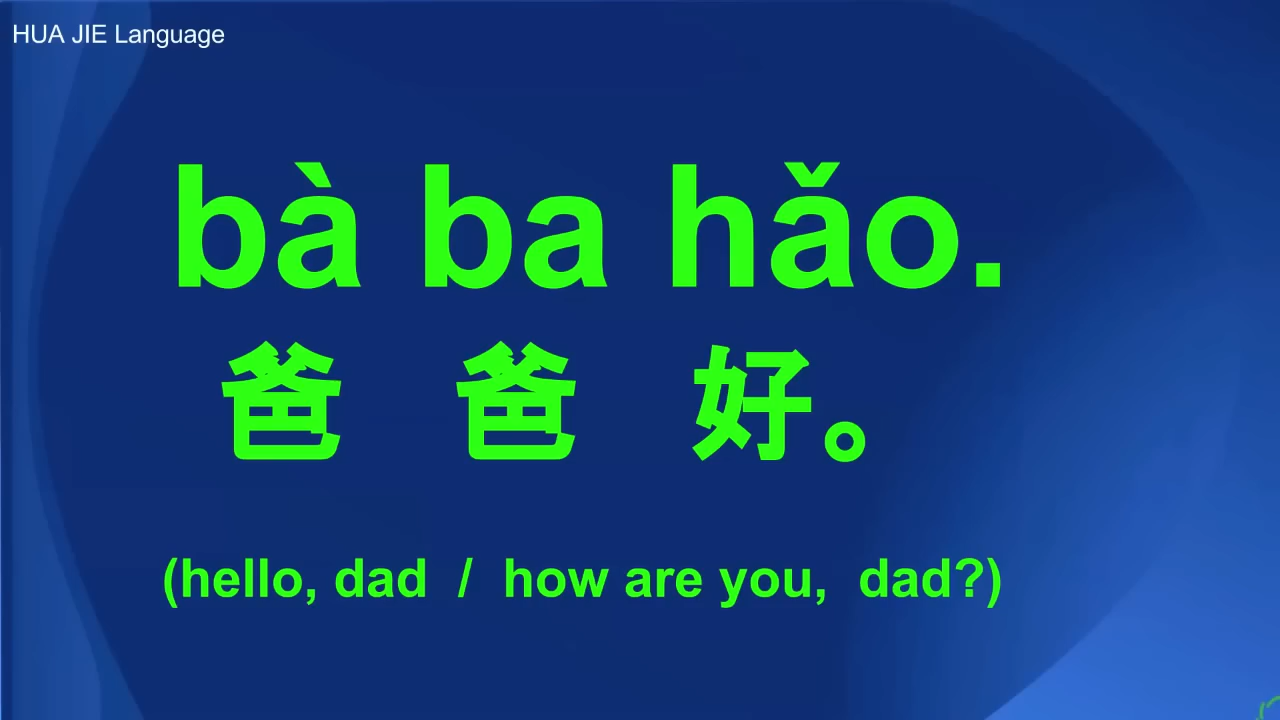 HUA JIE Language
bà ba hǎo.
爸 爸 好。
(hello, dad / how are you, dad?)